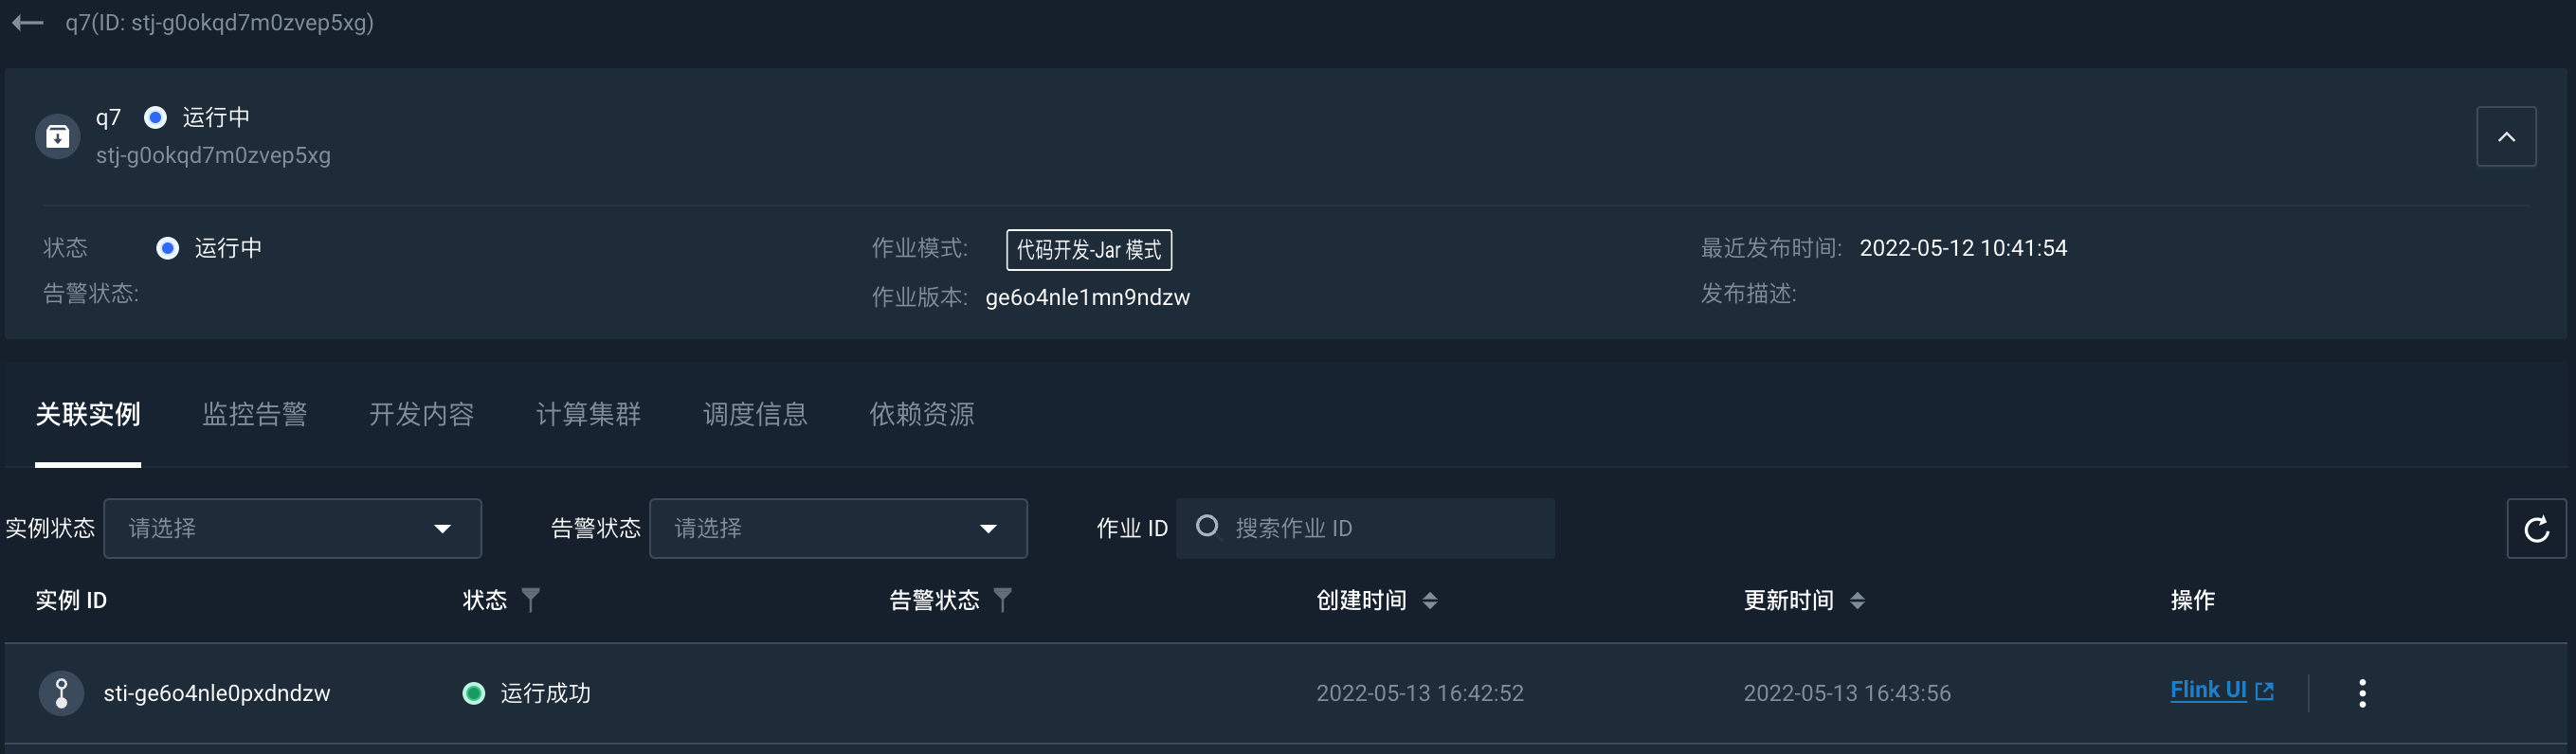 q7(ID: stj-g0okqd7m0zvep5xg)
q7 运行中
stj-g0okqd7m0zvep5xg
状态 运行中 作业模式: 代码开发-Jar 模式 最近发布时间: 2022-05-12 10:41:54
告警状态: 作业版本: ge6o4nle1mn9ndzw 发布描述:
关联实例 监控告警 开发内容 计算集群 调度信息 依赖资源
实例状态 请选择 告警状态 请选择 作业 ID 搜索作业 ID
实例 ID 状态 告警状态 创建时间 更新时间 操作
sti-ge6o4nle0pxdndzw 运行成功 2022-05-13 16:42:52 2022-05-13 16:43:56 Flink UI